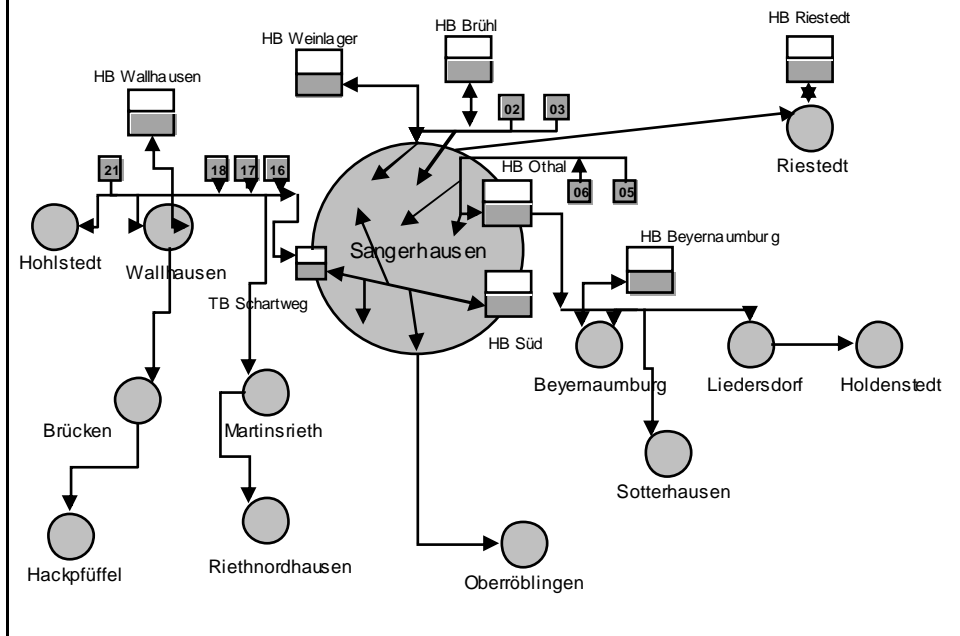 HB Riestedt
HB Brühl
HB Weinlager
HB Wallhausen
02
03
Riestedt
21
18
17
16
HB Othal
06
05
Hohlstedt
Wallhausen
Sangerhausen
HB Beyernaumburg
TB Schartweg
HB Süd
Beyernaumburg
Liedersdorf
Holdenstedt
Brücken
Martinsrieth
Sotterhausen
Hackpfüffel
Riethnordhausen
Oberröblingen